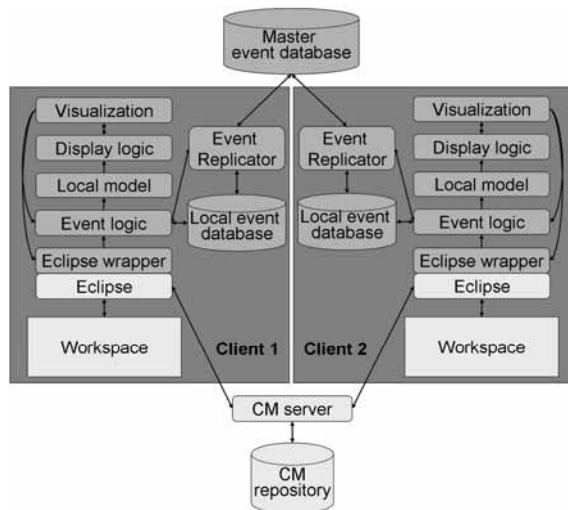 Master
event database
Visualization
Display logic
Local model
Event logic
Eclipse wrapper
Eclipse
Workspace
Event
Replicator
Local event
database
Client 1
Event
Replicator
Local event
database
Client 2
Visualization
Display logic
Local model
Event logic
Eclipse wrapper
Eclipse
Workspace
CM server
CM
repository